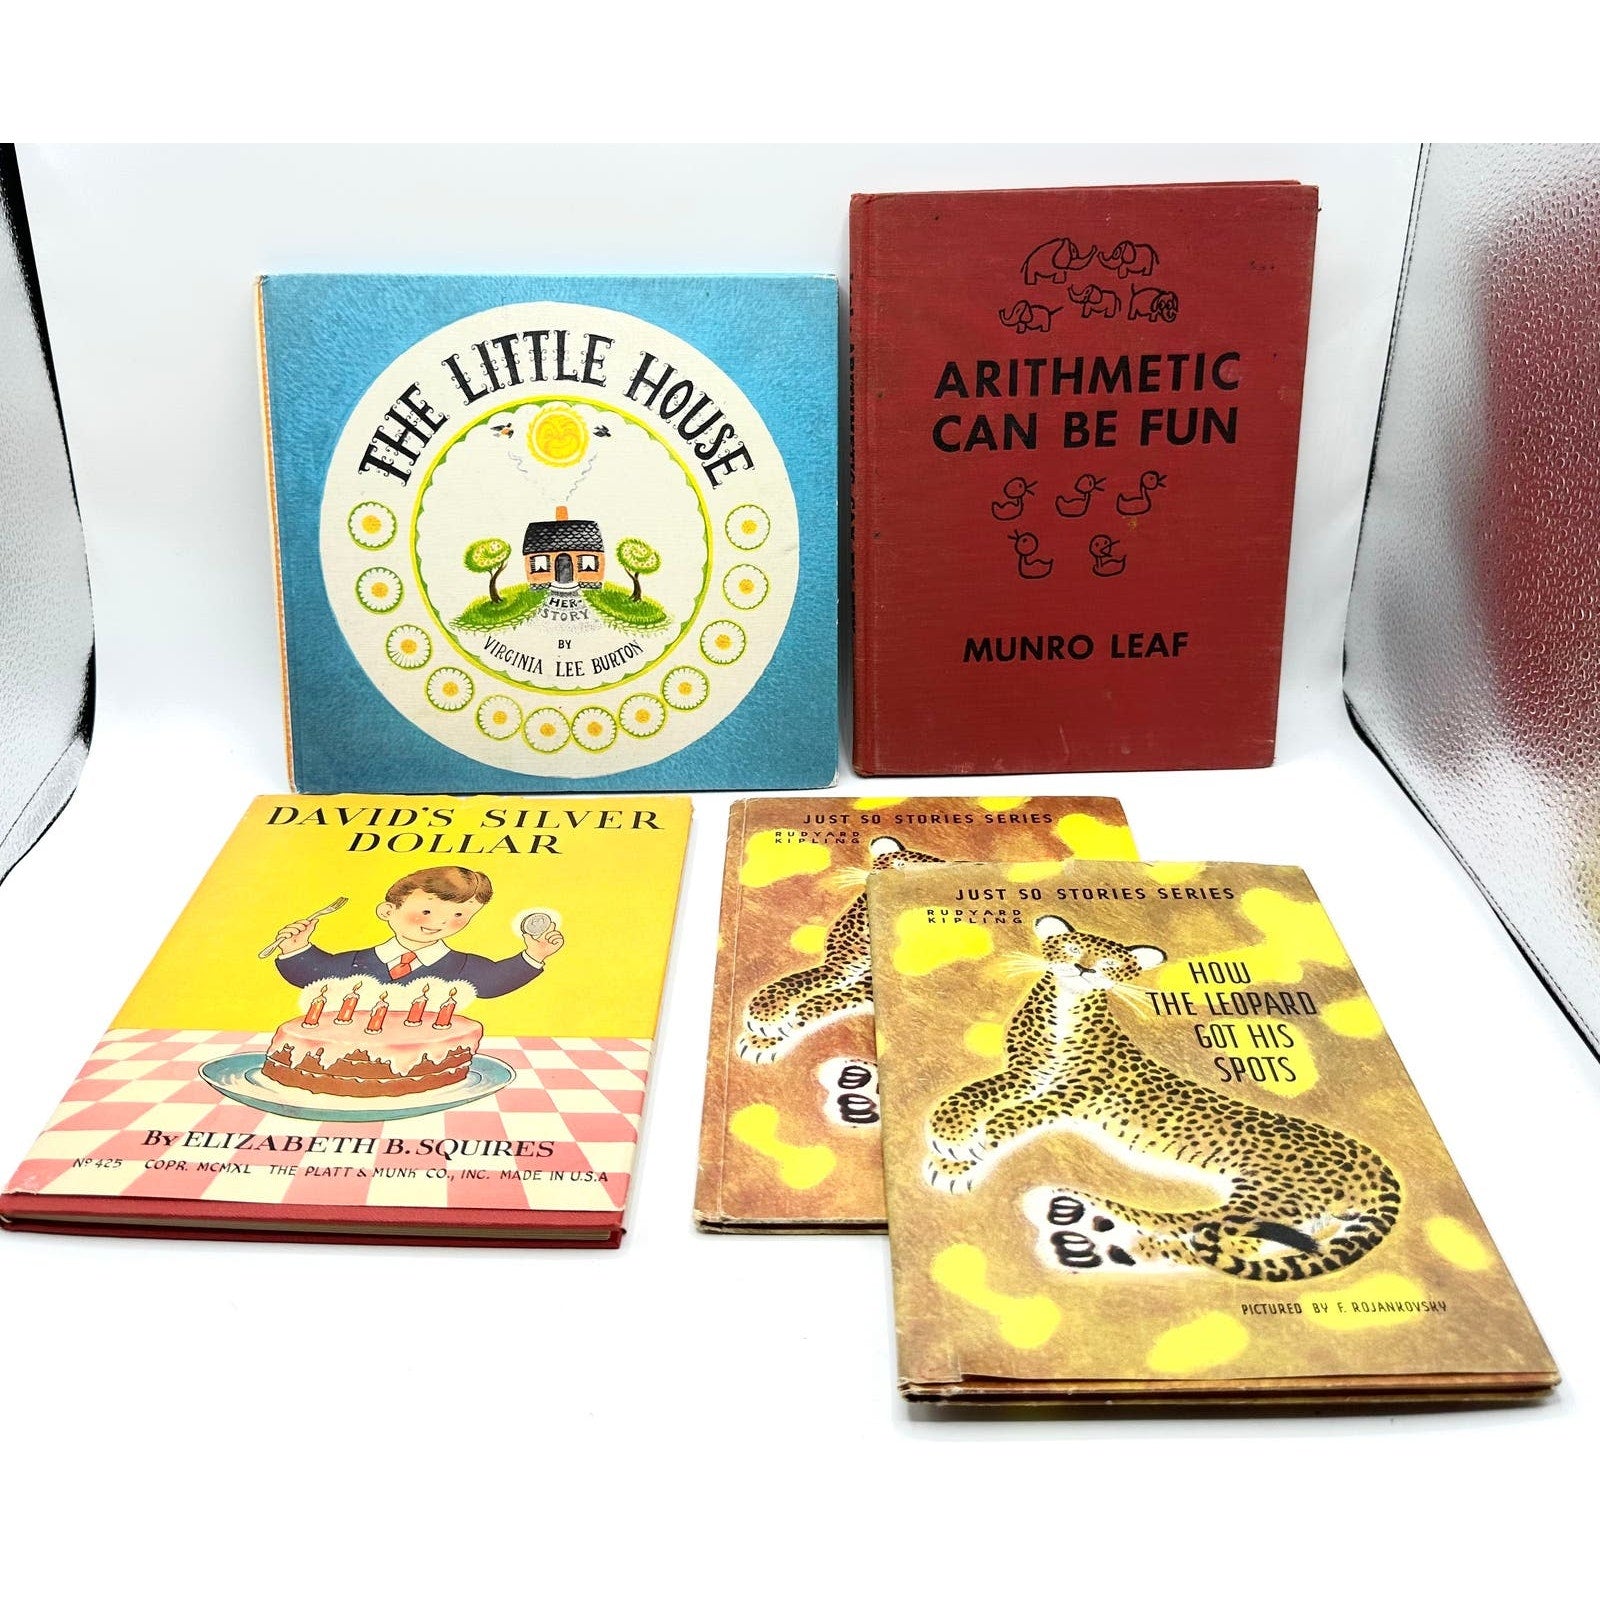 THE LITTLE HOUSE
HER-
STORY
BY
VIRGINIA LEE BURTON
ARITHMETIC
CAN BE FUN
MUNRO LEAF
DAVID'S SILVER
DOLLAR
BY ELIZABETH B. SQUIRES
Nº 425 COPR. MCMXL THE PLATT & MUNK CO., INC. MADE IN U.S.A
JUST SO STORIES SERIES
RUDYARD
KIPLING
JUST SO STORIES SERIES
RUDYARD
KIPLING
HOW
THE LEOPARD
GOT HIS
SPOTS
PICTURED BY F. ROJANKOVSKY